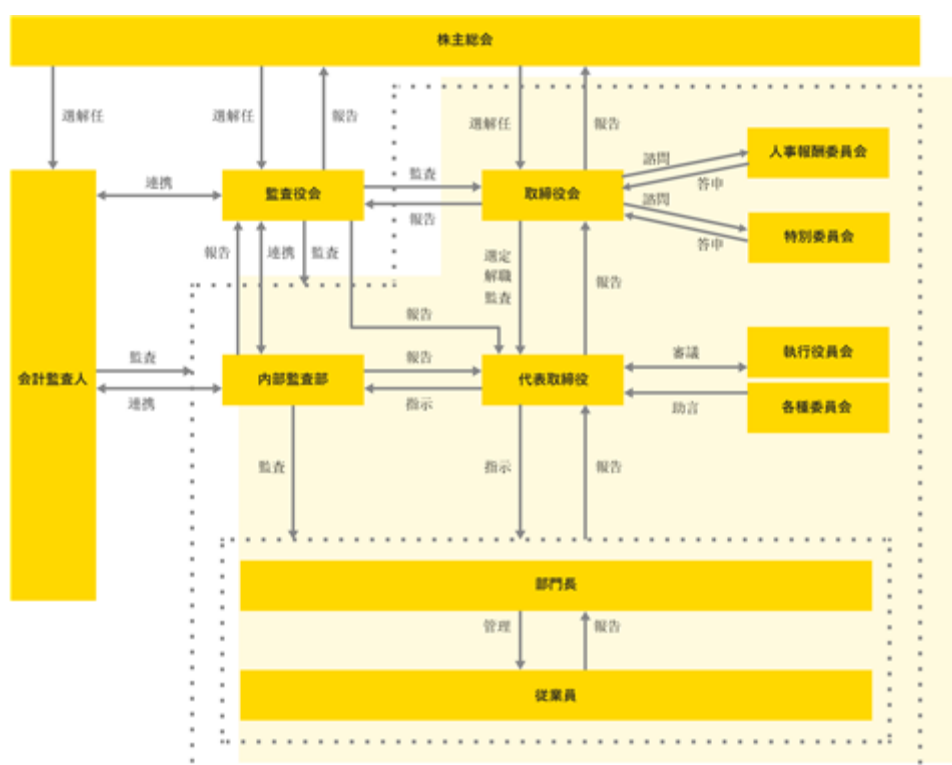 株主総会
選解任
選解任
報告
選解任
報告
人事報酬委員会
諮問
答申
連携
監査役会
監査
報告
取締役会
諮問
答申
特別委員会
報告
連携
監査
選定
解職
監査
報告
報告
会計監査人
監査
連携
内部監査部
報告
指示
代表取締役
審議
助言
執行役員会
各種委員会
監査
指示
報告
部門長
管理
報告
従業員